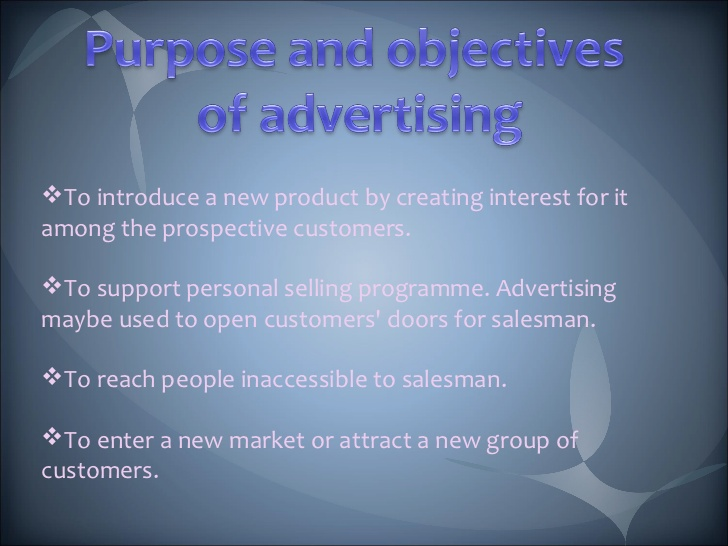 Purpose and objectives
of advertising
❖To introduce a new product by creating interest for it
among the prospective customers.
❖To support personal selling programme. Advertising
maybe used to open customers' doors for salesman.
❖To reach people inaccessible to salesman.
❖To enter a new market or attract a new group of
customers.